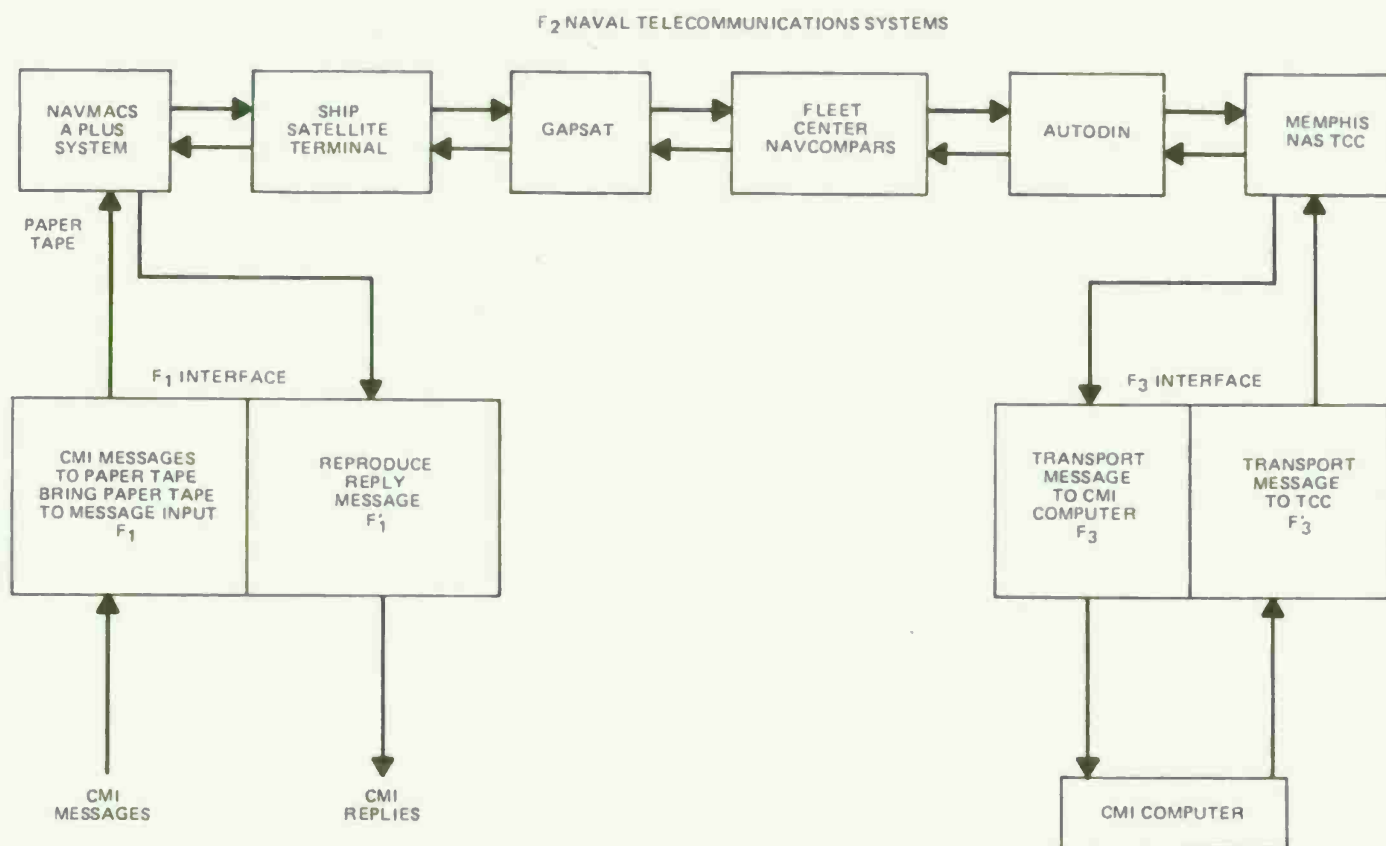 F2 NAVAL TELECOMMUNICATIONS SYSTEMS
NAVMACS
A PLUS
SYSTEM
SHIP
SATELLITE
TERMINAL
GAPSAT
FLEET
CENTER
NAVCOMPARS
AUTODIN
MEMPHIS
NAS TCC
PAPER
TAPE
F1 INTERFACE
F3 INTERFACE
CMI MESSAGES
TO PAPER TAPE
BRING PAPER TAPE
TO MESSAGE INPUT
F1
REPRODUCE
REPLY
MESSAGE
F'1
TRANSPORT
MESSAGE
TO CMI
COMPUTER
F3
TRANSPORT
MESSAGE
TO TCC
F'3
CMI
MESSAGES
CMI
REPLIES
CMI COMPUTER